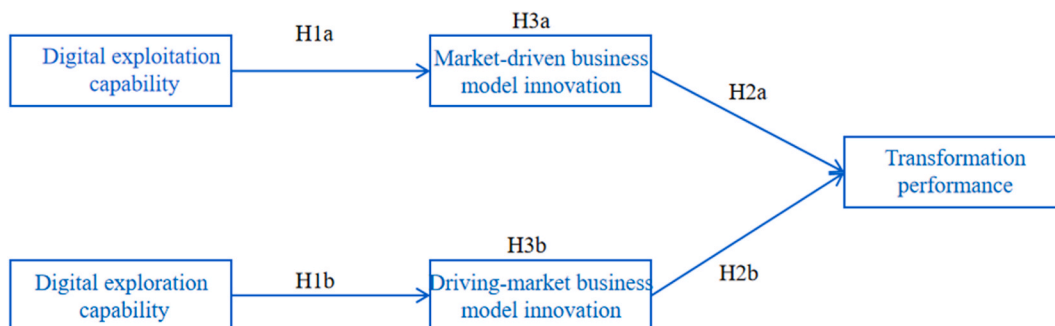 H1a
H3a
Digital exploitation
capability
Market-driven business
model innovation
H2a
Transformation
performance
H3b
Digital exploration
capability
H1b
Driving-market business
model innovation
H2b